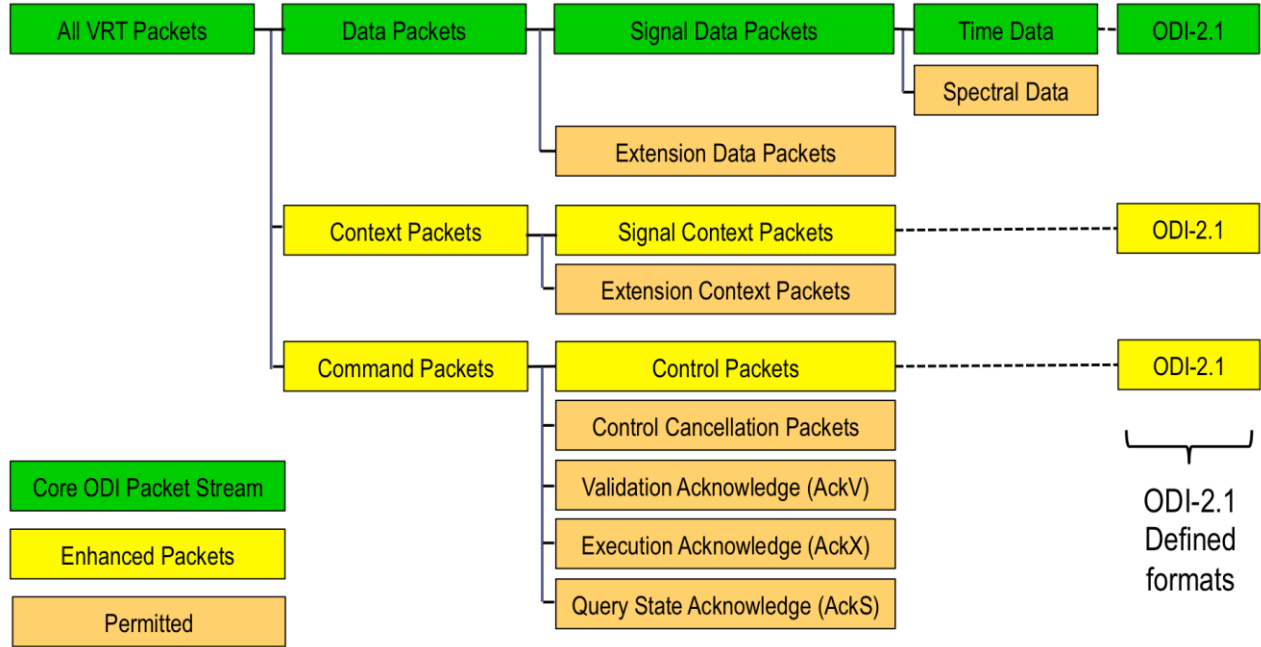 All VRT Packets
Data Packets
Signal Data Packets
Time Data
ODI-2.1
Spectral Data
Extension Data Packets
Context Packets
Signal Context Packets
ODI-2.1
Extension Context Packets
Command Packets
Control Packets
ODI-2.1
Control Cancellation Packets
Validation Acknowledge (AckV)
Execution Acknowledge (AckX)
Query State Acknowledge (AckS)
Core ODI Packet Stream
Enhanced Packets
Permitted
ODI-2.1
Defined
formats